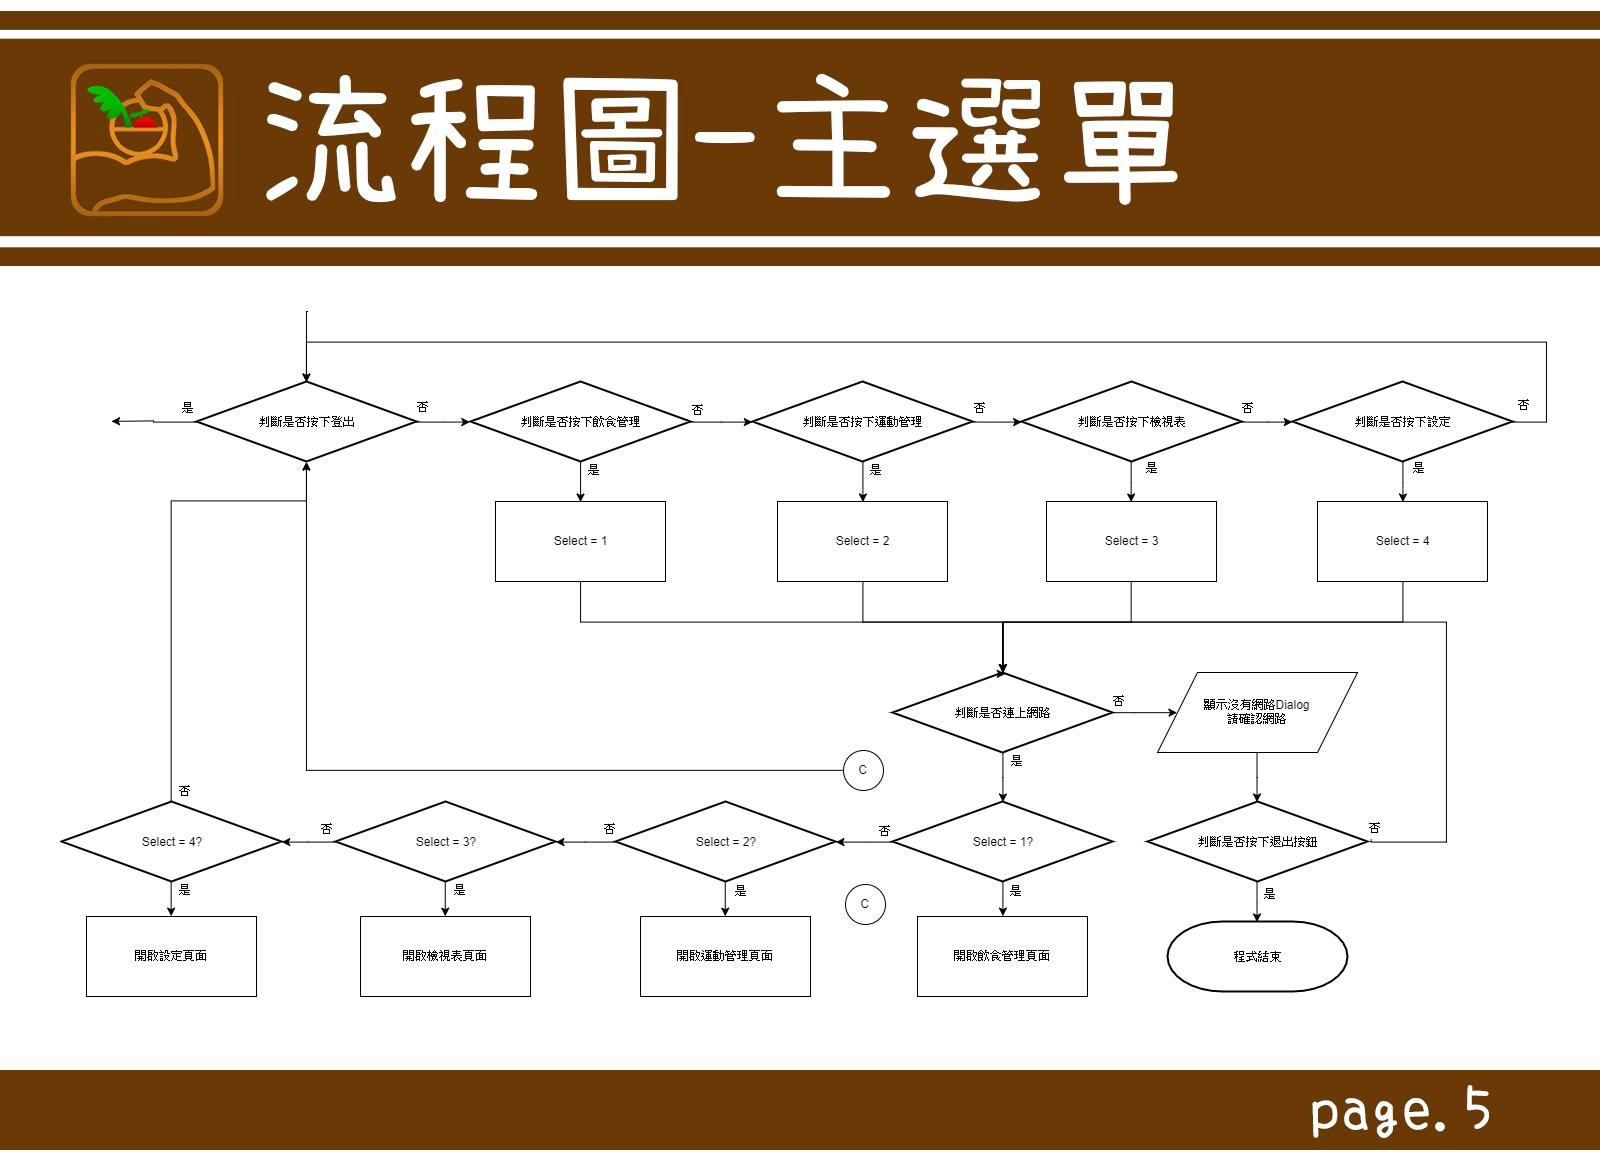 流程圖-主選單
是
判斷是否按下登出
否
判斷是否按下飲食管理
否
判斷是否按下運動管理
否
判斷是否按下檢視表
否
判斷是否按下設定
否
是
是
是
是
Select = 1
Select = 2
Select = 3
Select = 4
判斷是否連上網路
否
顯示沒有網路Dialog
請確認網路
是
C
否
Select = 4?
否
Select = 3?
否
Select = 2?
否
Select = 1?
判斷是否按下退出按鈕
否
是
是
是
是
是
C
開啟設定頁面
開啟檢視表頁面
開啟運動管理頁面
開啟飲食管理頁面
程式結束
page. 5